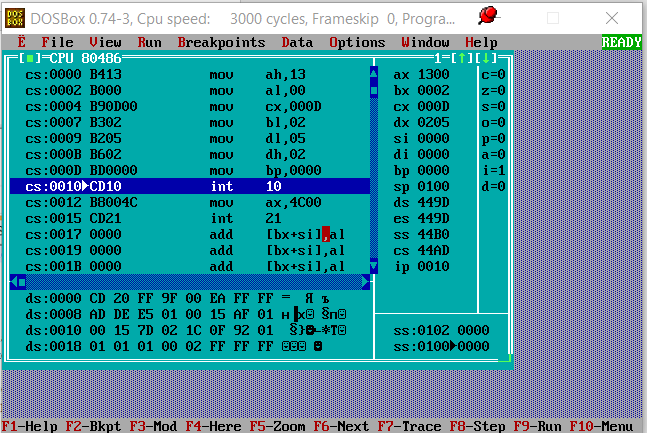 DOSBox 0.74-3, Cpu speed: 3000 cycles, Frameskip 0, Progra...
Ё File View Run Breakpoints Data Options Window Help READY
[■]=CPU 80486 1=[↑][↓]
cs:0000 B413 mov ah,13 ax 1300 c=0
cs:0002 B000 mov al,00 bx 0002 z=0
cs:0004 B90D00 mov cx,000D cx 000D s=0
cs:0007 B302 mov bl,02 dx 0205 o=0
cs:0009 B205 mov dl,05 si 0000 p=0
cs:000B B602 mov dh,02 di 0000 a=0
cs:000D BD0000 mov bp,0000 bp 0000 i=1
cs:0010►CD10 int 10 sp 0100 d=0
cs:0012 B8004C mov ax,4C00 ds 449D
cs:0015 CD21 int 21 es 449D
cs:0017 0000 add [bx+si],al ss 44B0
cs:0019 0000 add [bx+si],al cs 44AD
cs:001B 0000 add [bx+si],al ip 0010
ds:0000 CD 20 FF 9F 00 EA FF FF = Я ъ
ds:0008 AD DE E5 01 00 15 AF 01
ds:0010 00 15 7D 02 1C 0F 92 01 ss:0102 0000
ds:0018 01 01 01 00 02 FF FF FF ss:0100►0000
F1-Help F2-Bkpt F3-Mod F4-Here F5-Zoom F6-Next F7-Trace F8-Step F9-Run F10-Menu